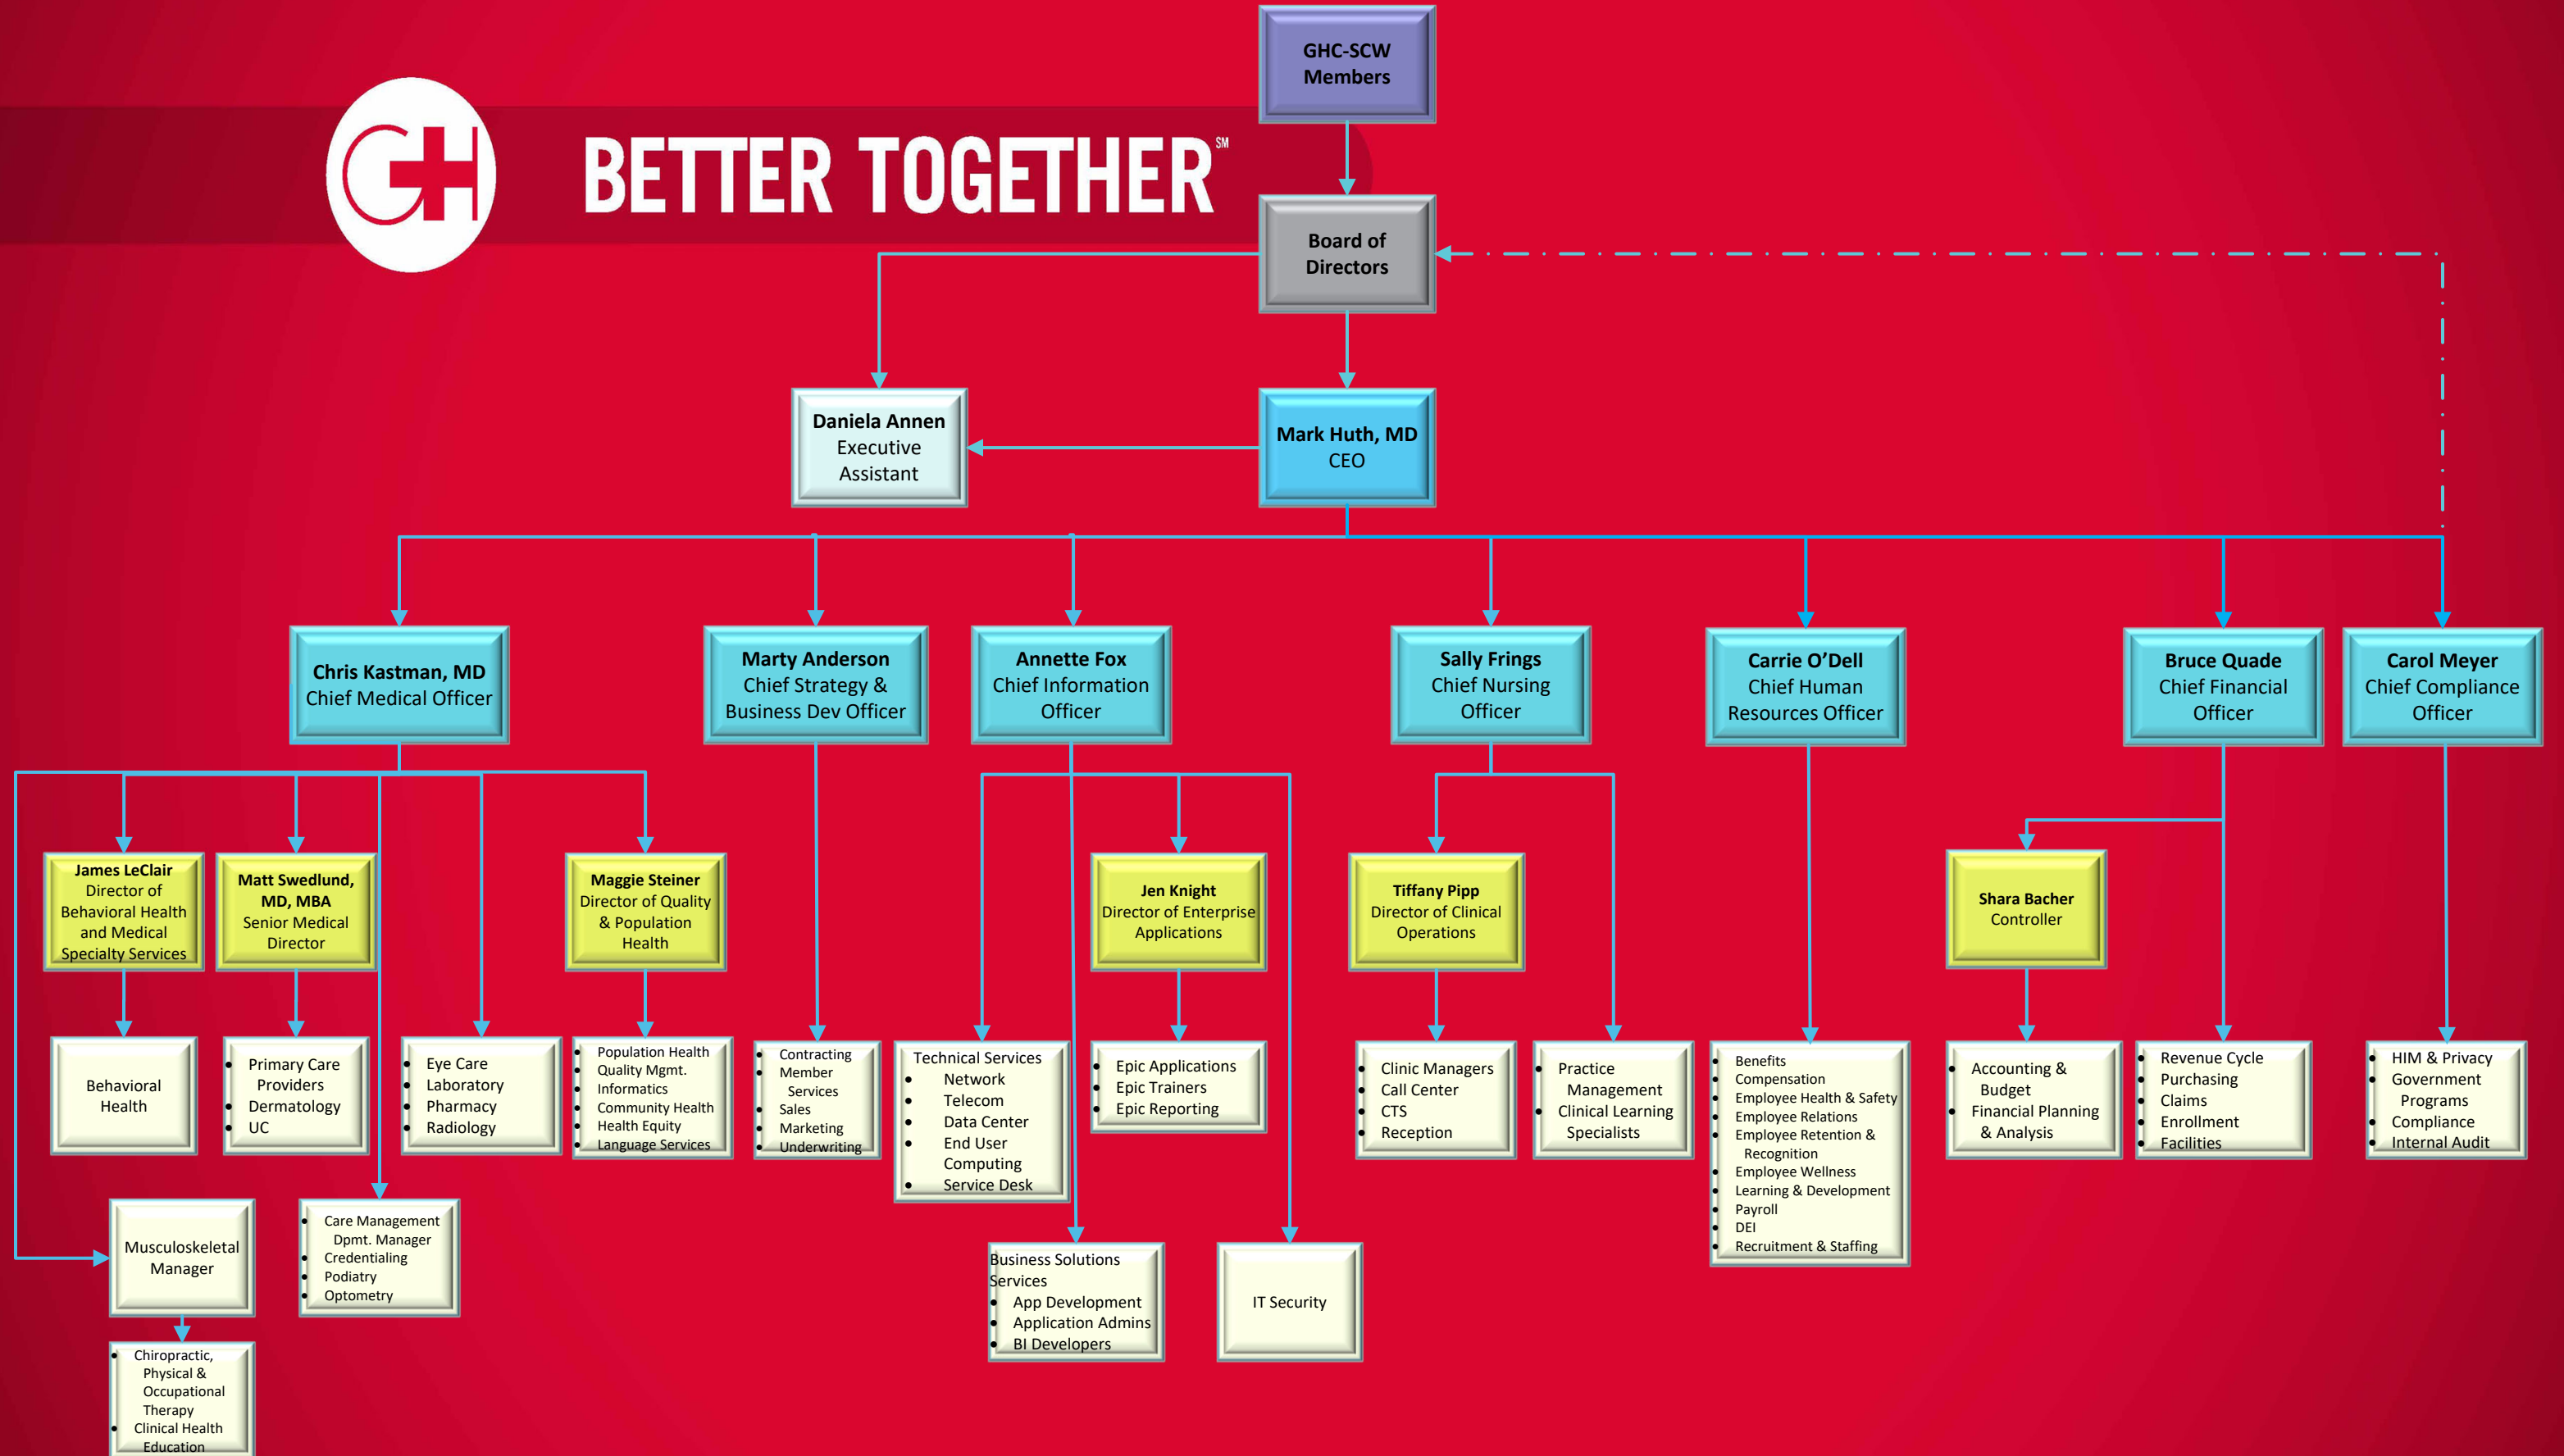 GHC-SCW
Members
GH
BETTER TOGETHER℠
Board of
Directors
Daniela Annen
Executive
Assistant
Mark Huth, MD
CEO
Chris Kastman, MD
Chief Medical Officer
Marty Anderson
Chief Strategy &
Business Dev Officer
Annette Fox
Chief Information
Officer
Sally Frings
Chief Nursing
Officer
Carrie O’Dell
Chief Human
Resources Officer
Bruce Quade
Chief Financial
Officer
Carol Meyer
Chief Compliance
Officer
James LeClair
Director of
Behavioral Health
and Medical
Specialty Services
Matt Swedlund,
MD, MBA
Senior Medical
Director
Maggie Steiner
Director of Quality
& Population
Health
Jen Knight
Director of Enterprise
Applications
Tiffany Pipp
Director of Clinical
Operations
Shara Bacher
Controller
Behavioral
Health
• Primary Care
Providers
• Dermatology
• UC
• Eye Care
• Laboratory
• Pharmacy
• Radiology
• Population Health
• Quality Mgmt.
• Informatics
• Community Health
• Health Equity
• Language Services
• Contracting
• Member
Services
• Sales
• Marketing
• Underwriting
Technical Services
• Network
• Telecom
• Data Center
• End User
Computing
• Service Desk
• Epic Applications
• Epic Trainers
• Epic Reporting
• Clinic Managers
• Call Center
• CTS
• Reception
• Practice
Management
• Clinical Learning
Specialists
• Benefits
• Compensation
• Employee Health & Safety
• Employee Relations
• Employee Retention &
Recognition
• Employee Wellness
• Learning & Development
• Payroll
• DEI
• Recruitment & Staffing
• Accounting &
Budget
• Financial Planning
& Analysis
• Revenue Cycle
• Purchasing
• Claims
• Enrollment
• Facilities
• HIM & Privacy
• Government
Programs
• Compliance
• Internal Audit
Musculoskeletal
Manager
• Care Management
Dpmt. Manager
• Credentialing
• Podiatry
• Optometry
Business Solutions
Services
• App Development
• Application Admins
• BI Developers
IT Security
• Chiropractic,
Physical &
Occupational
Therapy
• Clinical Health
Education